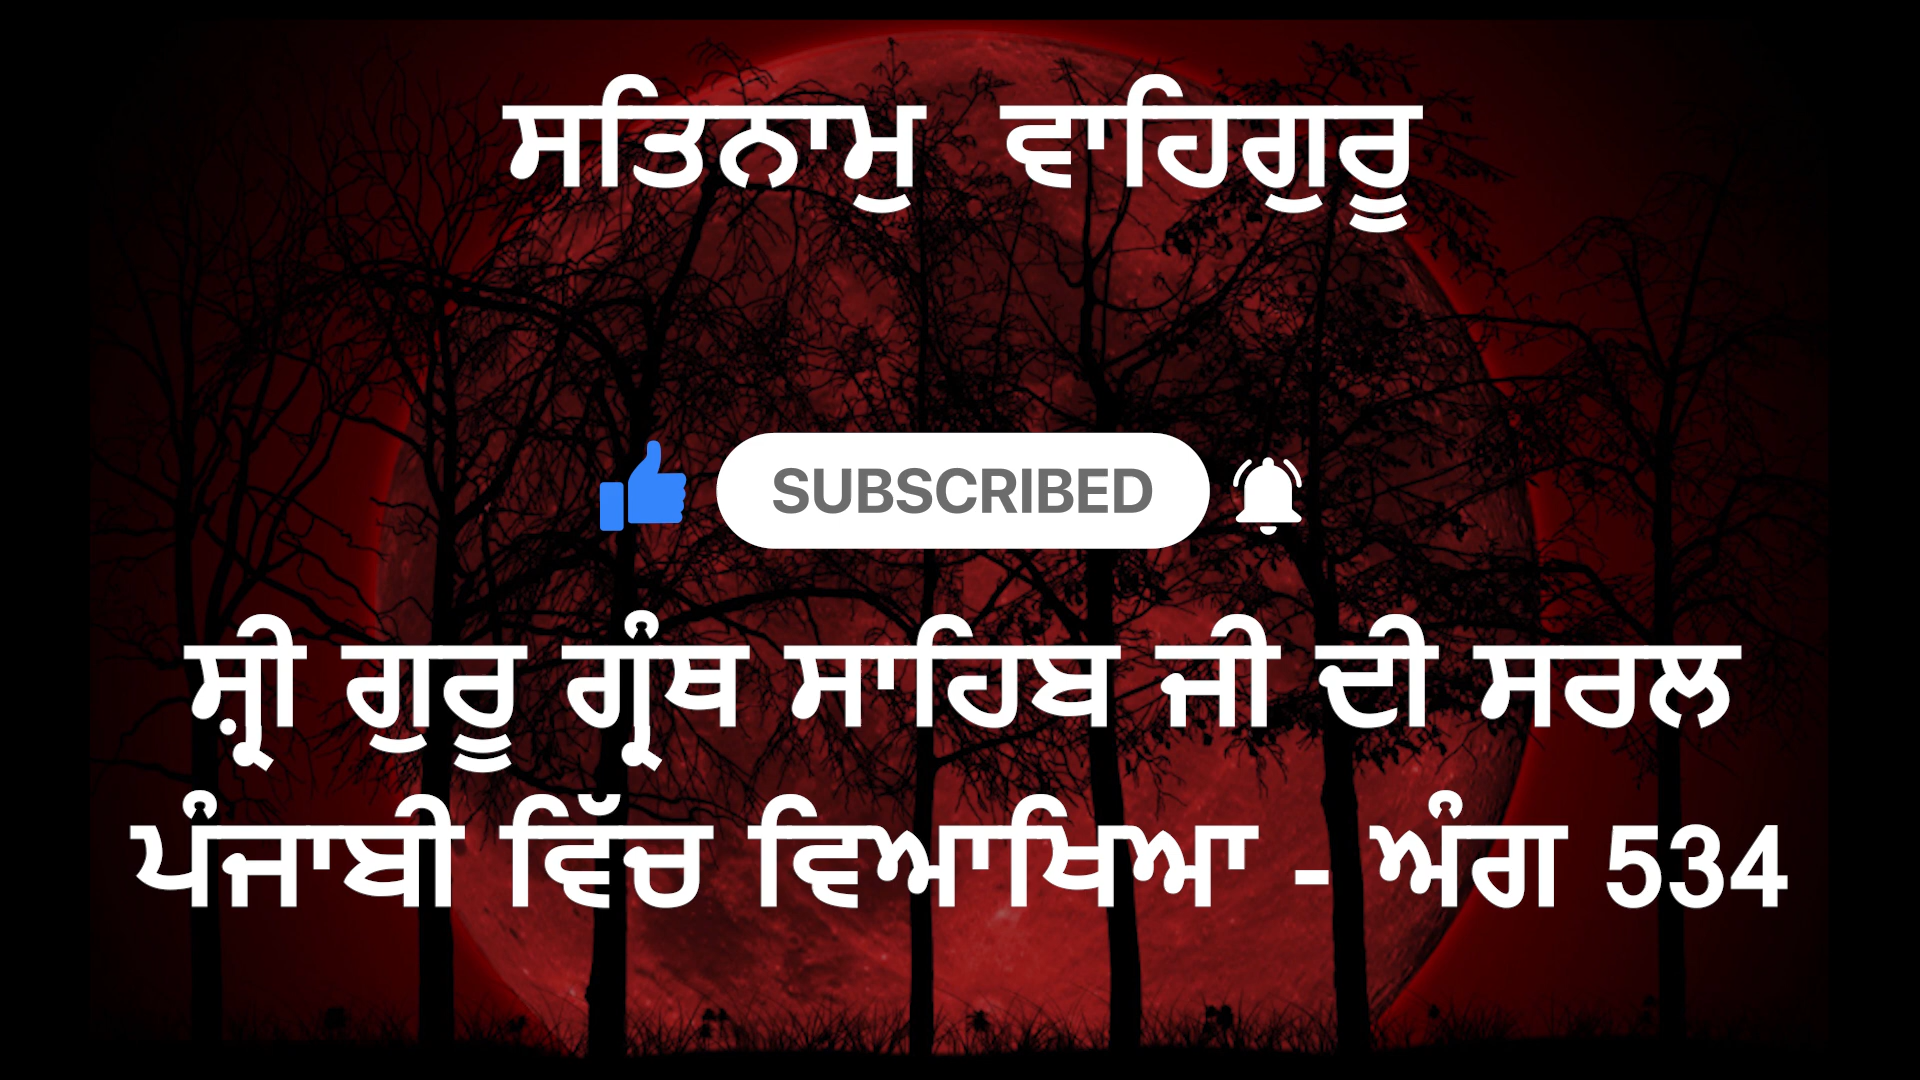 ਸਤਿਨਾਮੁ ਵਾਹਿਗੁਰੂ
SUBSCRIBED
ਸ਼੍ਰੀ ਗੁਰੂ ਗ੍ਰੰਥ ਸਾਹਿਬ ਜੀ ਦੀ ਸਰਲ
ਪੰਜਾਬੀ ਵਿੱਚ ਵਿਆਖਿਆ - ਅੰਗ 534